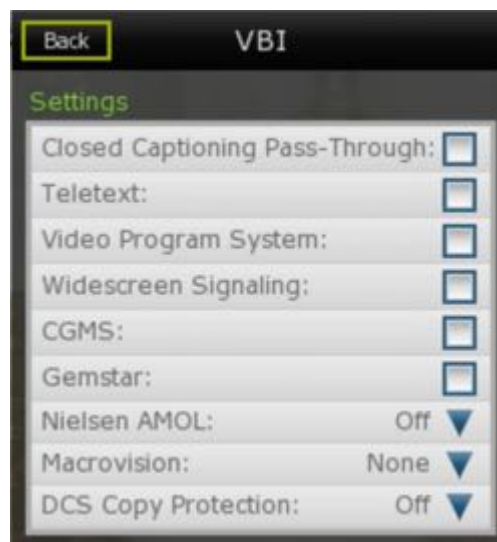 Back VBI
Settings
Closed Captioning Pass-Through:
Teletext:
Video Program System:
Widescreen Signaling:
CGMS:
Gemstar:
Nielsen AMOL: Off
Macrovision: None
DCS Copy Protection: Off